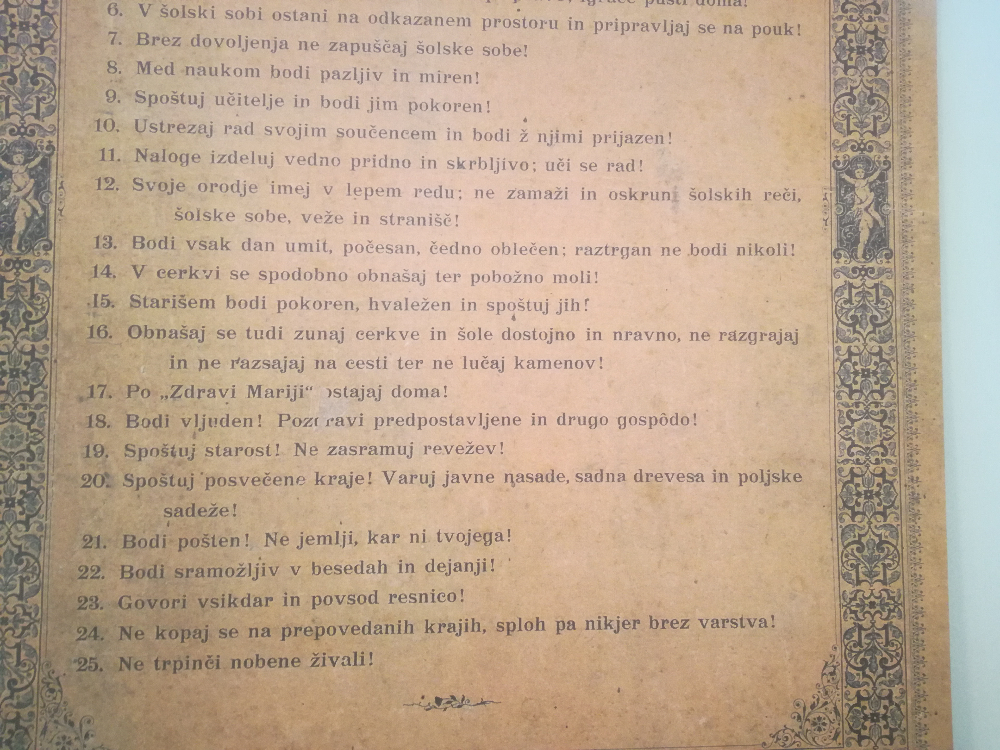 igrače pusti doma!
6. V šolski sobi ostani na odkazanem prostoru in pripravljaj se na pouk!
7. Brez dovoljenja ne zapuščaj šolske sobe!
8. Med naukom bodi pazljiv in miren!
9. Spoštuj učitelje in bodi jim pokoren!
10. Ustrezaj rad svojim součencem in bodi ž njimi prijazen!
11. Naloge izdeluj vedno pridno in skrbljivo; uči se rad!
12. Svoje orodje imej v lepem redu; ne zamaži in oskruni šolskih reči,
šolske sobe, veže in stranišč!
13. Bodi vsak dan umit, počesan, čedno oblečen; raztrgan ne bodi nikoli!
14. V cerkvi se spodobno obnašaj ter pobožno moli!
15. Starišem bodi pokoren, hvaležen in spoštuj jih!
16. Obnašaj se tudi zunaj cerkve in šole dostojno in nravno, ne razgrajaj
in ne razsajaj na cesti ter ne lučaj kamenov!
17. Po „Zdravi Mariji“ ostajaj doma!
18. Bodi vljuden! Pozdravi predpostavljene in drugo gospôdo!
19. Spoštuj starost! Ne zasramuj revežev!
20. Spoštuj posvečene kraje! Varuj javne nasade, sadna drevesa in poljske
sadeže!
21. Bodi pošten! Ne jemlji, kar ni tvojega!
22. Bodi sramožljiv v besedah in dejanji!
23. Govori vsikdar in povsod resnico!
24. Ne kopaj se na prepovedanih krajih, sploh pa nikjer brez varstva!
25. Ne trpinči nobene živali!